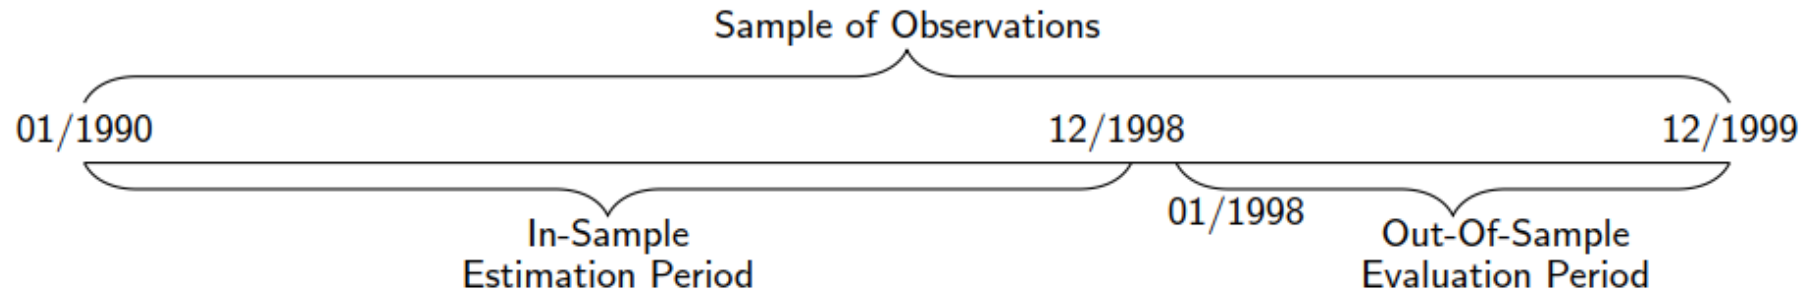 Sample of Observations
01/1990
12/1998
12/1999
01/1998
In-Sample
Estimation Period
Out-Of-Sample
Evaluation Period